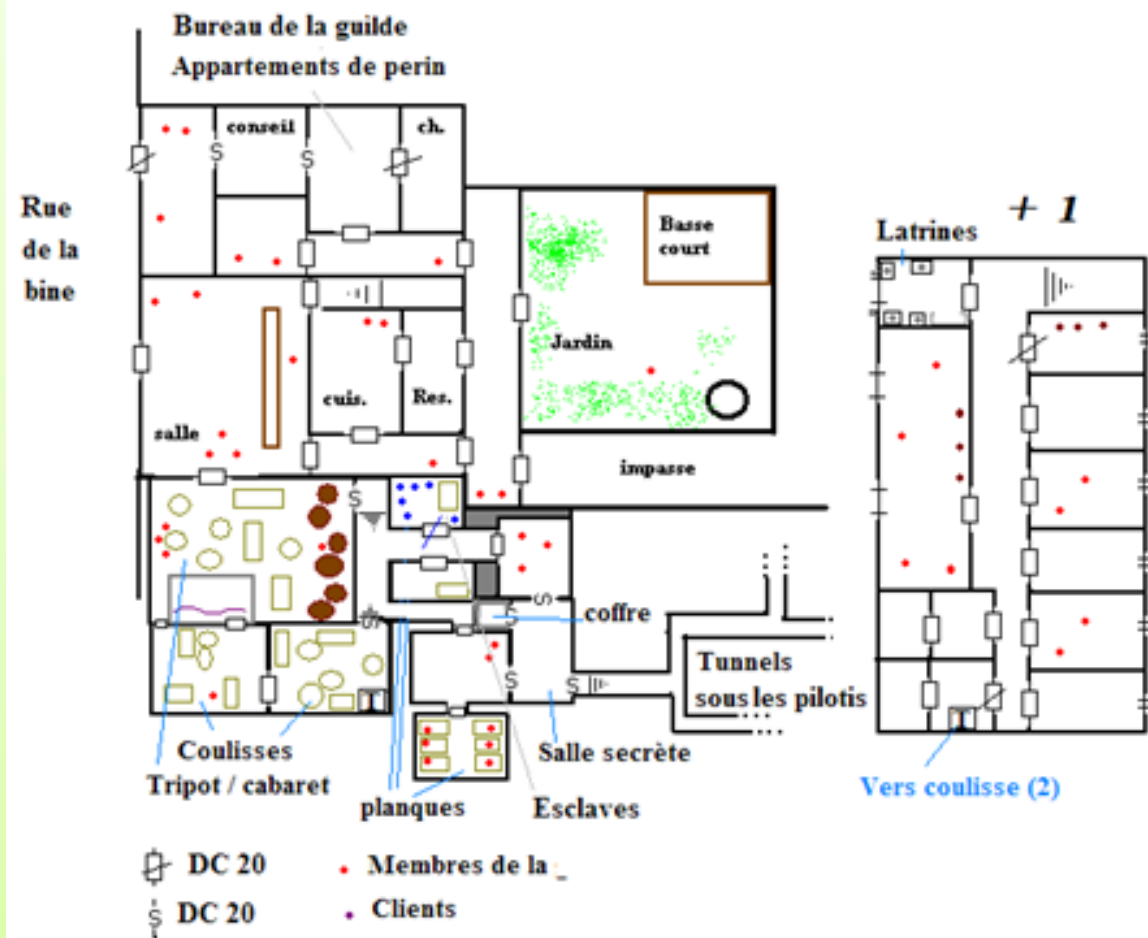 Bureau de la guilde
Appartements de perin
conseil
ch.
S
S
Rue
de la
bine
Basse
court
Jardin
cuis.
Res.
salle
impasse
+ 1
Latrines
S
S
S
coffre
Tunnels
sous les pilotis
S
S
Coulisses
Tripot / cabaret
Salle secrète
planques
Esclaves
Vers coulisse (2)
DC 20
Membres de la
S DC 20
Clients